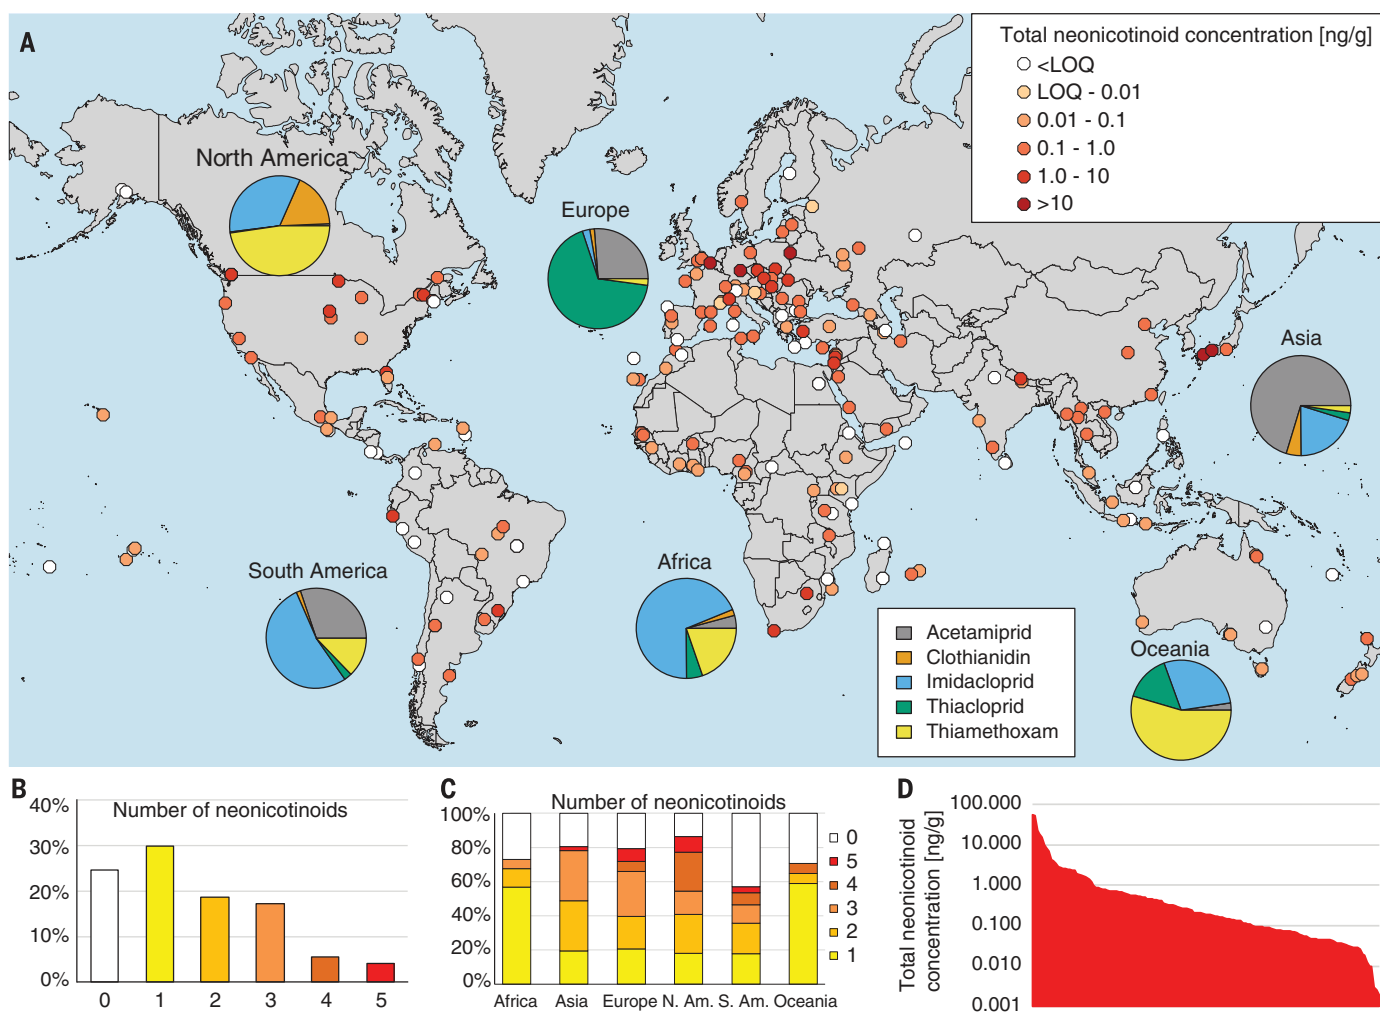 A
Total neonicotinoid concentration [ng/g]
<LOQ
LOQ - 0.01
0.01 - 0.1
0.1 - 1.0
1.0 - 10
>10
North America
Europe
Asia
South America
Africa
Oceania
Acetamiprid
Clothianidin
Imidacloprid
Thiacloprid
Thiamethoxam
B
Number of neonicotinoids
40%
30%
20%
10%
0%
0 1 2 3 4 5
C
Number of neonicotinoids
100%
80%
60%
40%
20%
0%
Africa Asia Europe N. Am. S. Am. Oceania
0
5
4
3
2
1
D
Total neonicotinoid
concentration [ng/g]
100.000
10.000
1.000
0.100
0.010
0.001